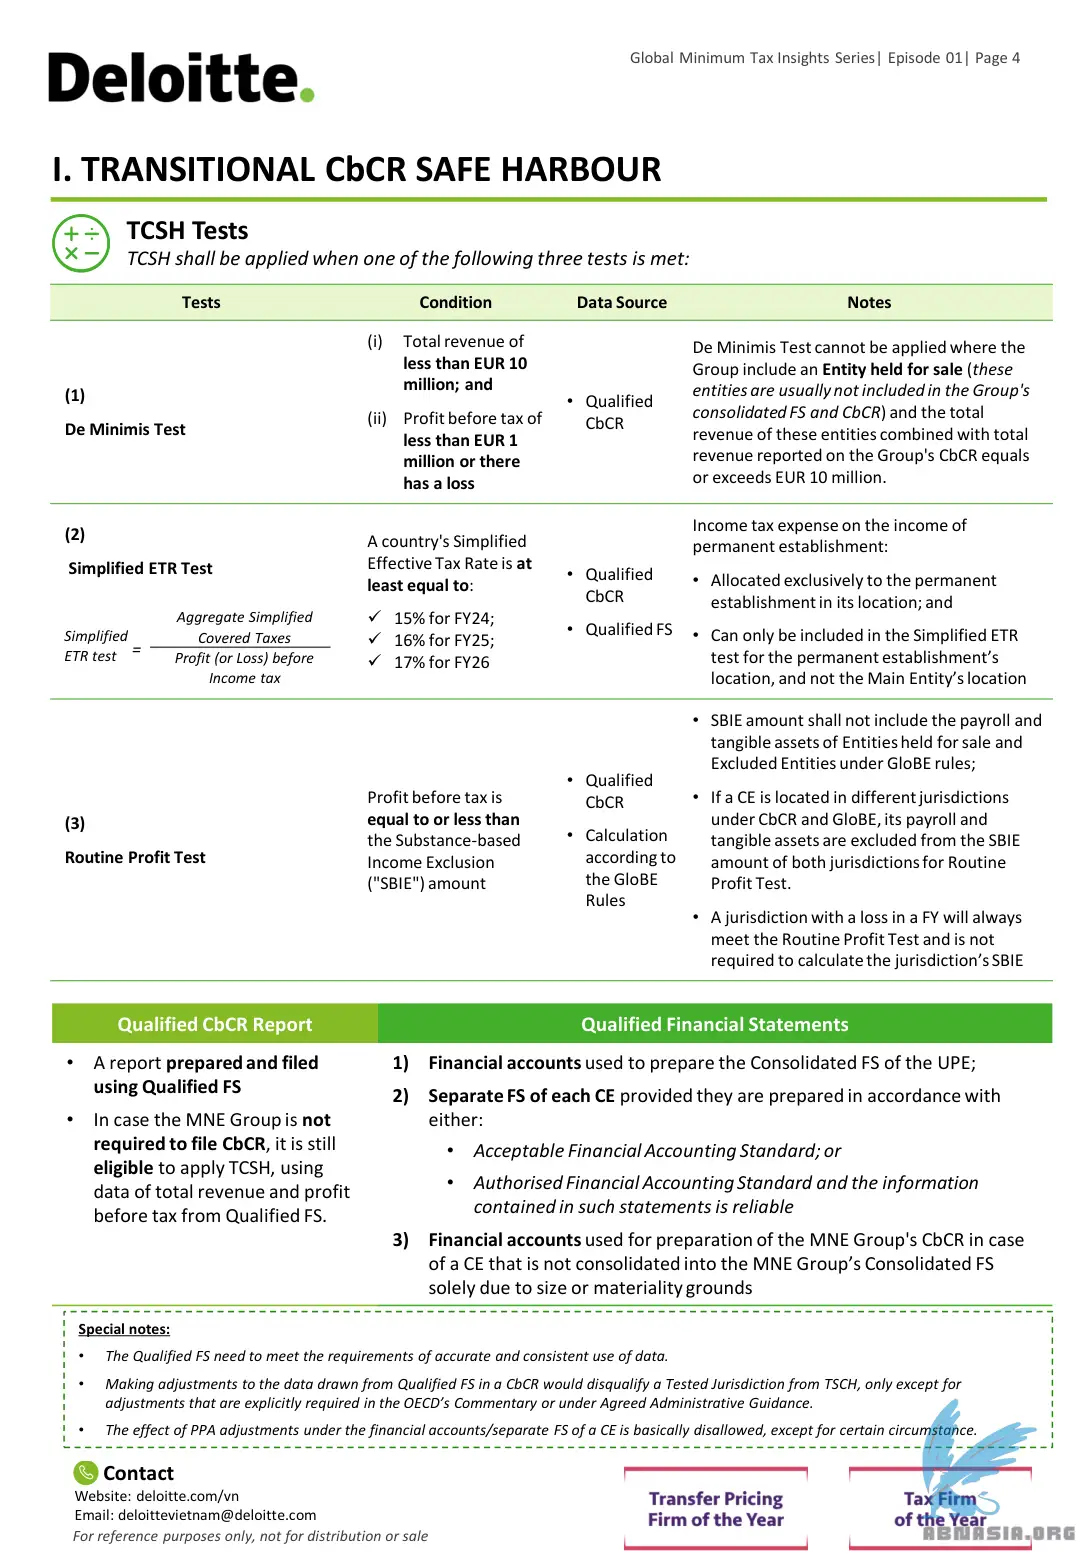 Deloitte.
Global Minimum Tax Insights Series| Episode 01| Page 4
I. TRANSITIONAL CbCR SAFE HARBOUR
TCSH Tests
TCSH shall be applied when one of the following three tests is met:
Tests
Condition
Data Source
Notes
(1)
De Minimis Test
(i) Total revenue of
less than EUR 10
million; and
(ii) Profit before tax of
less than EUR 1
million or there
has a loss
• Qualified
CbCR
De Minimis Test cannot be applied where the
Group include an Entity held for sale (these
entities are usually not included in the Group's
consolidated FS and CbCR) and the total
revenue of these entities combined with total
revenue reported on the Group's CbCR equals
or exceeds EUR 10 million.
(2)
Simplified ETR Test
Simplified
ETR test
=
Aggregate Simplified
Covered Taxes
Profit (or Loss) before
Income tax
A country's Simplified
Effective Tax Rate is at
least equal to:
✓ 15% for FY24;
✓ 16% for FY25;
✓ 17% for FY26
• Qualified
CbCR
• Qualified FS
Income tax expense on the income of
permanent establishment:
• Allocated exclusively to the permanent
establishment in its location; and
• Can only be included in the Simplified ETR
test for the permanent establishment’s
location, and not the Main Entity’s location
(3)
Routine Profit Test
Profit before tax is
equal to or less than
the Substance-based
Income Exclusion
("SBIE") amount
• Qualified
CbCR
• Calculation
according to
the GloBE
Rules
• SBIE amount shall not include the payroll and
tangible assets of Entities held for sale and
Excluded Entities under GloBE rules;
• If a CE is located in different jurisdictions
under CbCR and GloBE, its payroll and
tangible assets are excluded from the SBIE
amount of both jurisdictions for Routine
Profit Test.
• A jurisdiction with a loss in a FY will always
meet the Routine Profit Test and is not
required to calculate the jurisdiction’s SBIE
Qualified CbCR Report
• A report prepared and filed
using Qualified FS
• In case the MNE Group is not
required to file CbCR, it is still
eligible to apply TCSH, using
data of total revenue and profit
before tax from Qualified FS.
Qualified Financial Statements
1) Financial accounts used to prepare the Consolidated FS of the UPE;
2) Separate FS of each CE provided they are prepared in accordance with
either:
• Acceptable Financial Accounting Standard; or
• Authorised Financial Accounting Standard and the information
contained in such statements is reliable
3) Financial accounts used for preparation of the MNE Group's CbCR in case
of a CE that is not consolidated into the MNE Group’s Consolidated FS
solely due to size or materiality grounds
Special notes:
• The Qualified FS need to meet the requirements of accurate and consistent use of data.
• Making adjustments to the data drawn from Qualified FS in a CbCR would disqualify a Tested Jurisdiction from TSCH, only except for
adjustments that are explicitly required in the OECD’s Commentary or under Agreed Administrative Guidance.
• The effect of PPA adjustments under the financial accounts/separate FS of a CE is basically disallowed, except for certain circumstance.
Contact
Website: deloitte.com/vn
Email: deloittevietnam@deloitte.com
For reference purposes only, not for distribution or sale
Transfer Pricing
Firm of the Year
Tax Firm
of the Year
ABNASIA.ORG